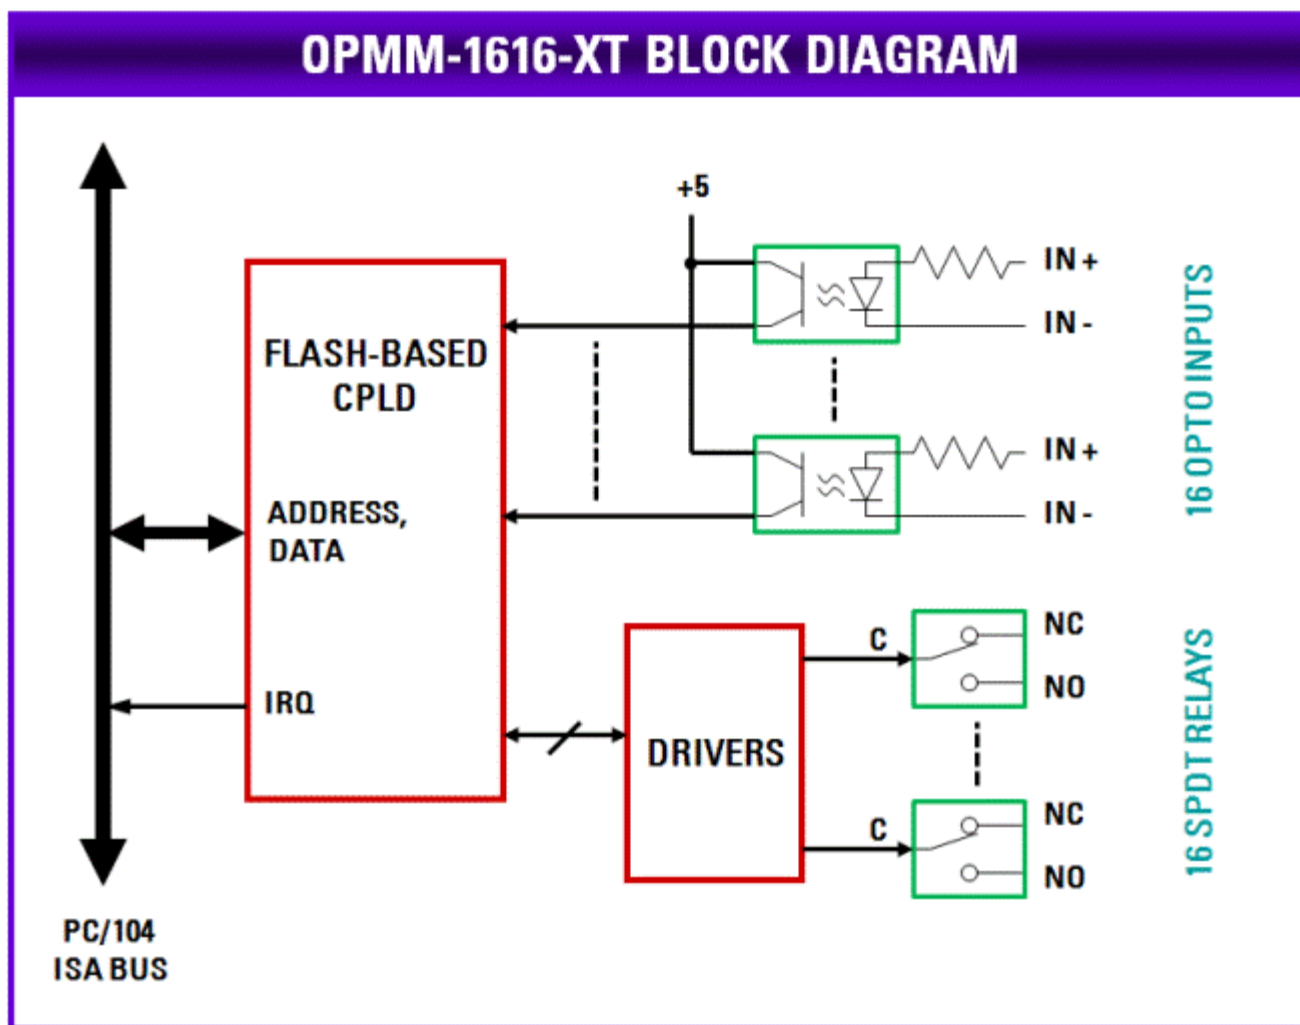 OPMM-1616-XT BLOCK DIAGRAM
+5
IN+
IN-
FLASH-BASED
CPLD
IN+
IN-
16 OPTO INPUTS
ADDRESS,
DATA
IRQ
DRIVERS
C
NC
NO
C
NC
NO
16 SPDT RELAYS
PC/104
ISA BUS